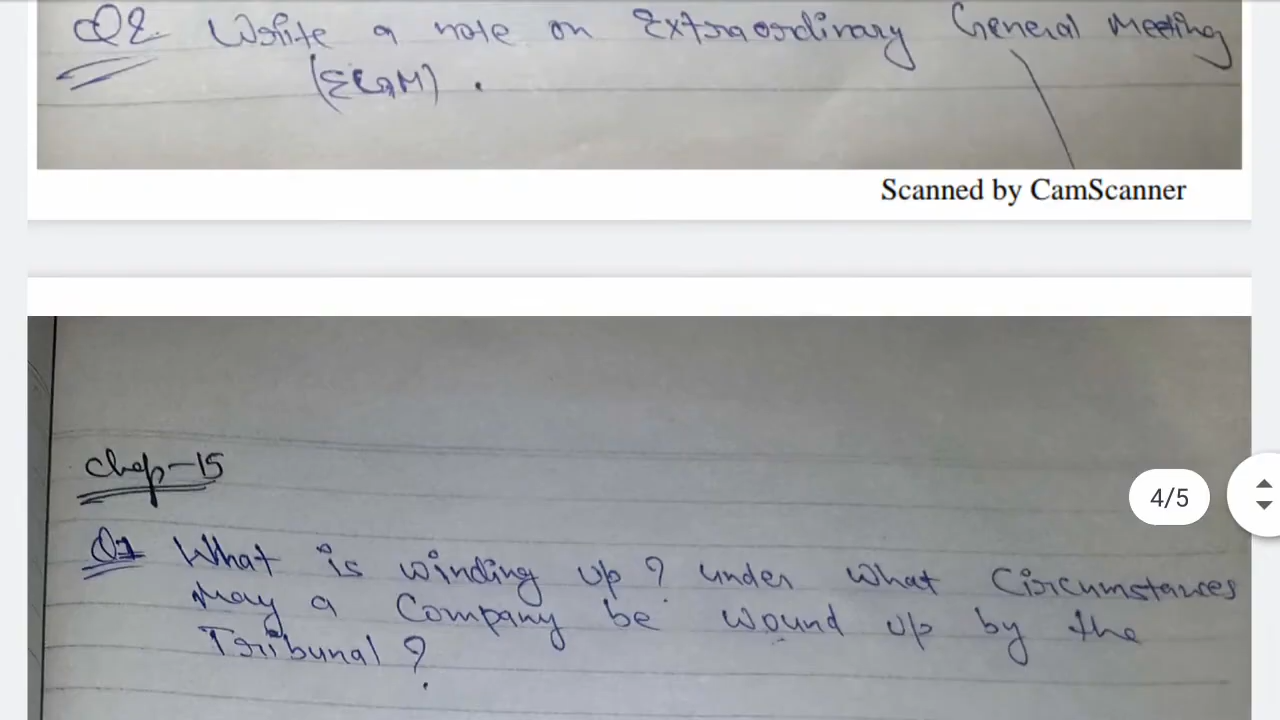 Q2. Write a note on Extraordinary General Meeting
(EGM).
Scanned by CamScanner
Chap-15
4/5
Q1 What is winding up? under what Circumstances
May a Company be wound up by the
Tribunal?